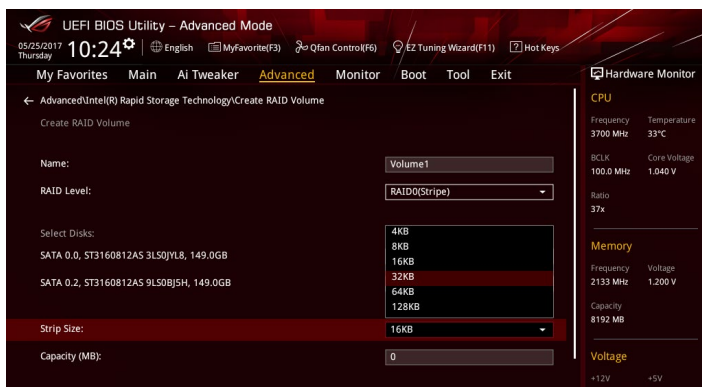 UEFI BIOS Utility – Advanced Mode
05/25/2017 Thursday 10:24 English MyFavorite(F3) Qfan Control(F6) EZ Tuning Wizard(F11) ? Hot Keys
My Favorites Main Ai Tweaker Advanced Monitor Boot Tool Exit
← Advanced\Intel(R) Rapid Storage Technology\Create RAID Volume
Create RAID Volume
Name: Volume1
RAID Level: RAID0(Stripe)
Select Disks:
4KB
8KB
SATA 0.0, ST3160812AS 3LS0JYL8, 149.0GB
16KB
32KB
SATA 0.2, ST3160812AS 9LS0BJ5H, 149.0GB
64KB
128KB
Strip Size: 16KB
Capacity (MB): 0
Hardware Monitor
CPU
Frequency Temperature
3700 MHz 33°C
BCLK Core Voltage
100.0 MHz 1.040 V
Ratio
37x
Memory
Frequency Voltage
2133 MHz 1.200 V
Capacity
8192 MB
Voltage
+12V +5V